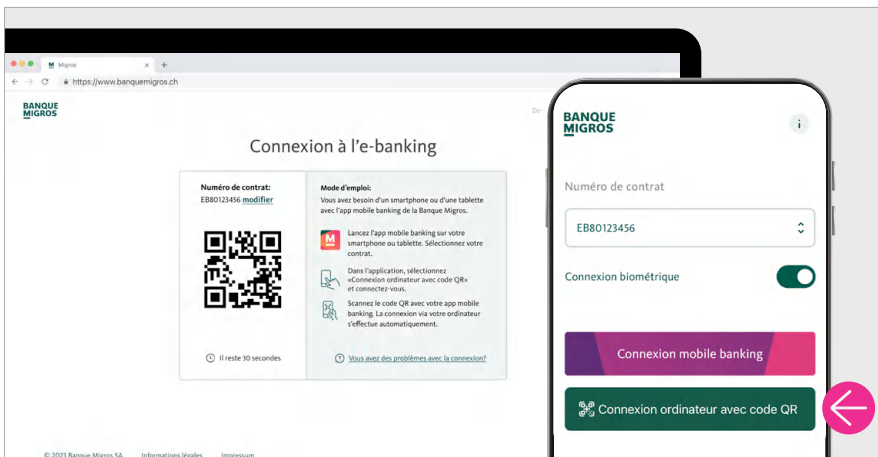 Migros
https://www.banquemigros.ch
BANQUE
MIGROS
De
Connexion à l'e-banking
Numéro de contrat:
EB80123456 modifier
Il reste 30 secondes
Mode d'emploi:
Vous avez besoin d'un smartphone ou d'une tablette
avec l'app mobile banking de la Banque Migros.
Lancez l'app mobile banking sur votre
smartphone ou tablette. Sélectionnez votre
contrat.
Dans l'application, sélectionnez
«Connexion ordinateur avec code QR»
et connectez-vous.
Scannez le code QR avec votre app mobile
banking. La connexion via votre ordinateur
s'effectue automatiquement.
Vous avez des problèmes avec la connexion?
© 2023 Banque Migros SA Informations légales Impressum
BANQUE
MIGROS
i
Numéro de contrat
EB80123456
Connexion biométrique
Connexion mobile banking
Connexion ordinateur avec code QR